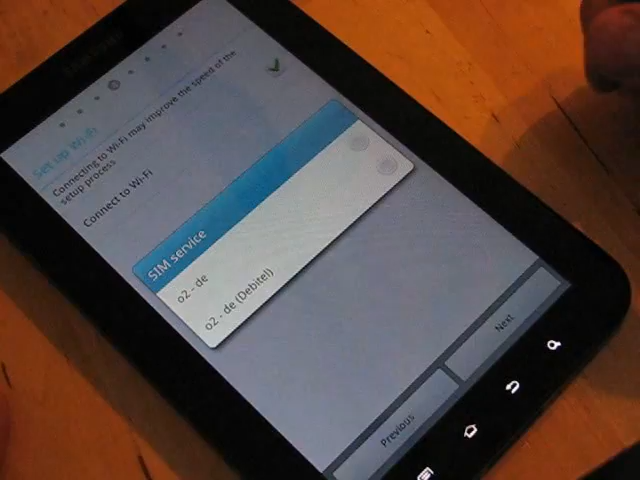 SAMSUNG
Set up Wi-Fi
Connecting to Wi-Fi may improve the speed of the
setup process
Connect to Wi-Fi
SIM service
o2 - de
o2 - de (Debitel)
Previous
Next